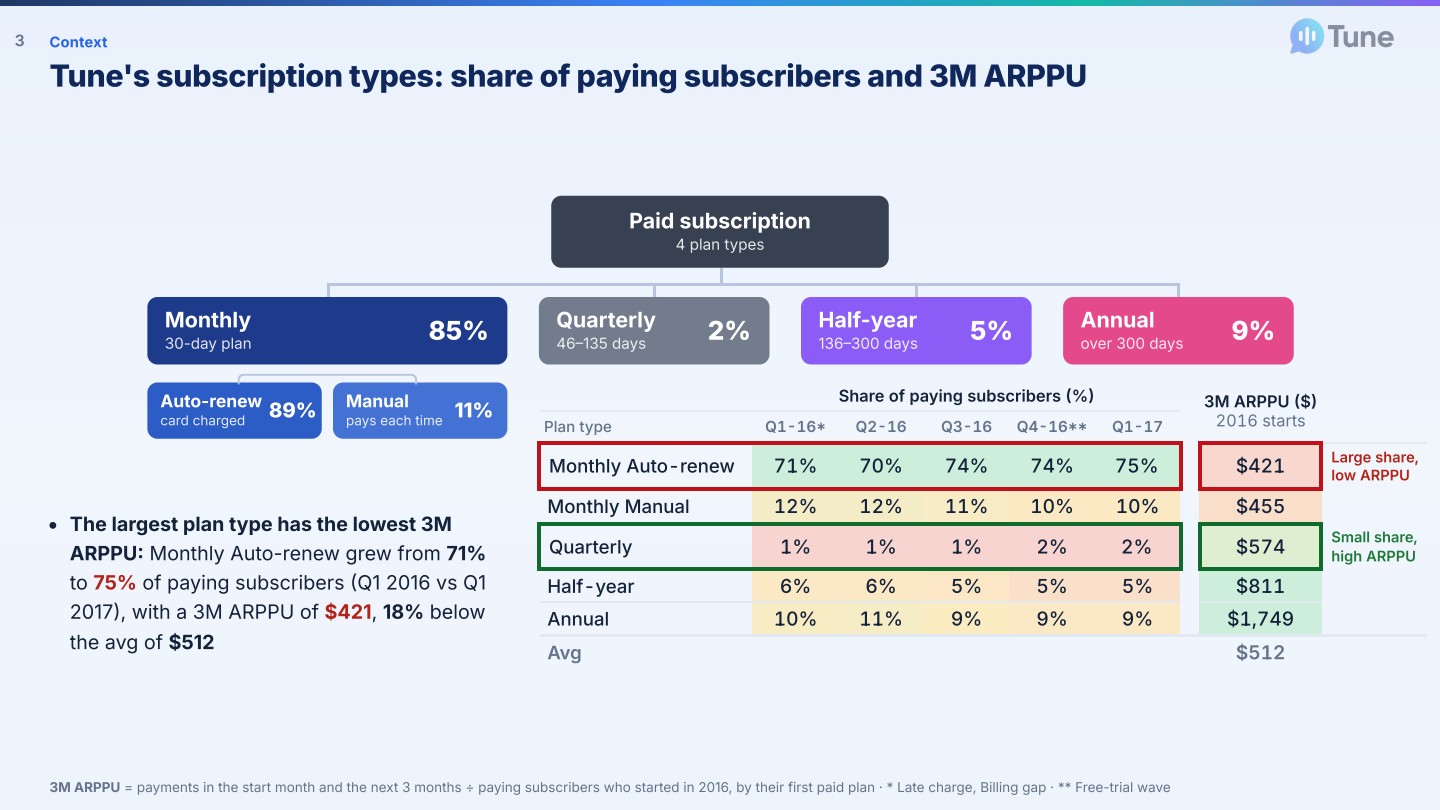 3
Context
Tune
Tune's subscription types: share of paying subscribers and 3M ARPPU
Paid subscription
4 plan types
Monthly
30-day plan
85%
Quarterly
46–135 days
2%
Half-year
136–300 days
5%
Annual
over 300 days
9%
Auto-renew
card charged
89%
Manual
pays each time
11%
Share of paying subscribers (%)
3M ARPPU ($)
2016 starts
Plan type Q1-16* Q2-16 Q3-16 Q4-16** Q1-17
Monthly Auto-renew 71% 70% 74% 74% 75% $421
Large share,
low ARPPU
Monthly Manual 12% 12% 11% 10% 10% $455
Quarterly 1% 1% 1% 2% 2% $574
Small share,
high ARPPU
Half-year 6% 6% 5% 5% 5% $811
Annual 10% 11% 9% 9% 9% $1,749
Avg $512
• The largest plan type has the lowest 3M
ARPPU: Monthly Auto-renew grew from 71%
to 75% of paying subscribers (Q1 2016 vs Q1
2017), with a 3M ARPPU of $421, 18% below
the avg of $512
3M ARPPU = payments in the start month and the next 3 months ÷ paying subscribers who started in 2016, by their first paid plan · * Late charge, Billing gap · ** Free-trial wave